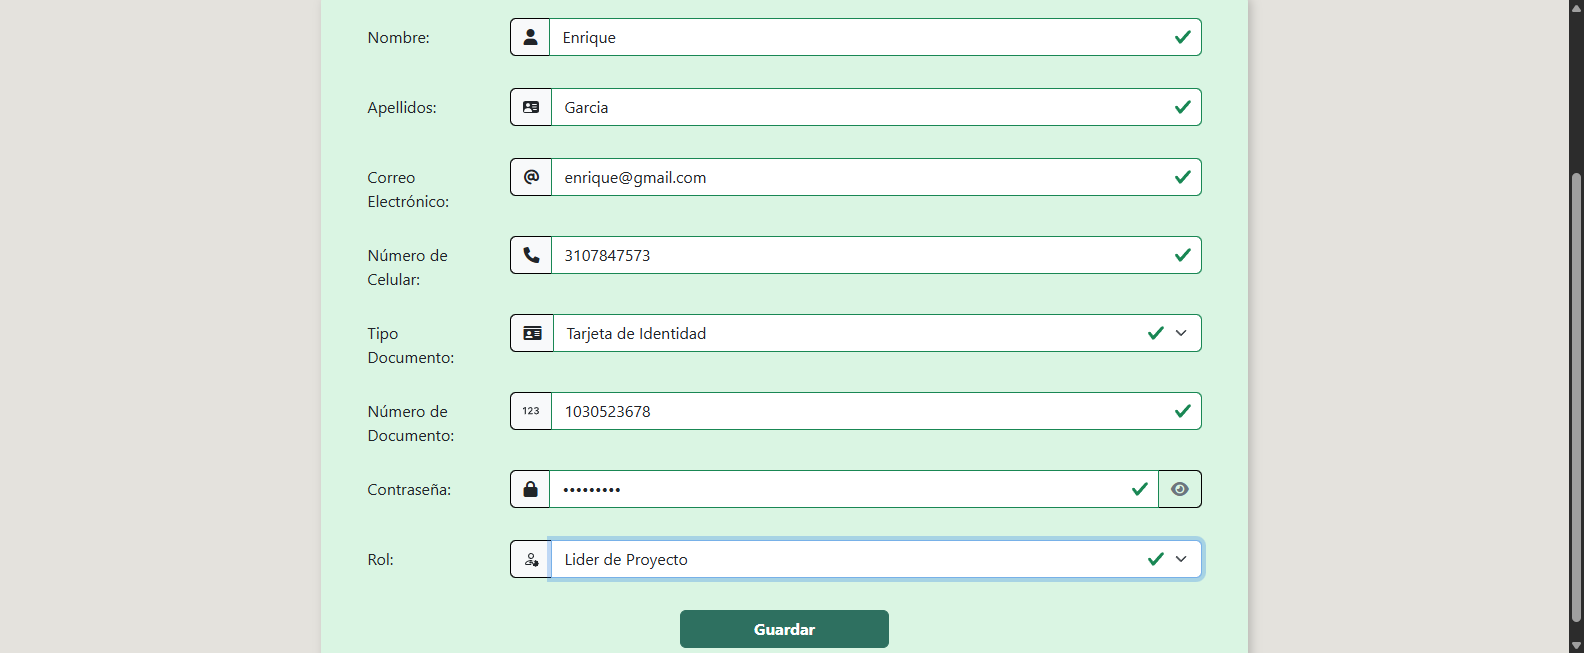 Nombre: Enrique
Apellidos: Garcia
Correo Electrónico: enrique@gmail.com
Número de Celular: 3107847573
Tipo Documento: Tarjeta de Identidad
Número de Documento: 123 1030523678
Contraseña: •••••••••
Rol: Lider de Proyecto
Guardar